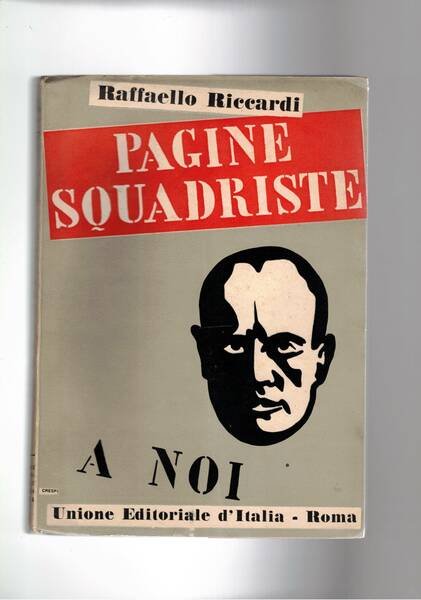 Raffaello Riccardi
PAGINE
SQUADRISTE
A NOI
CRESPI
Unione Editoriale d'Italia - Roma